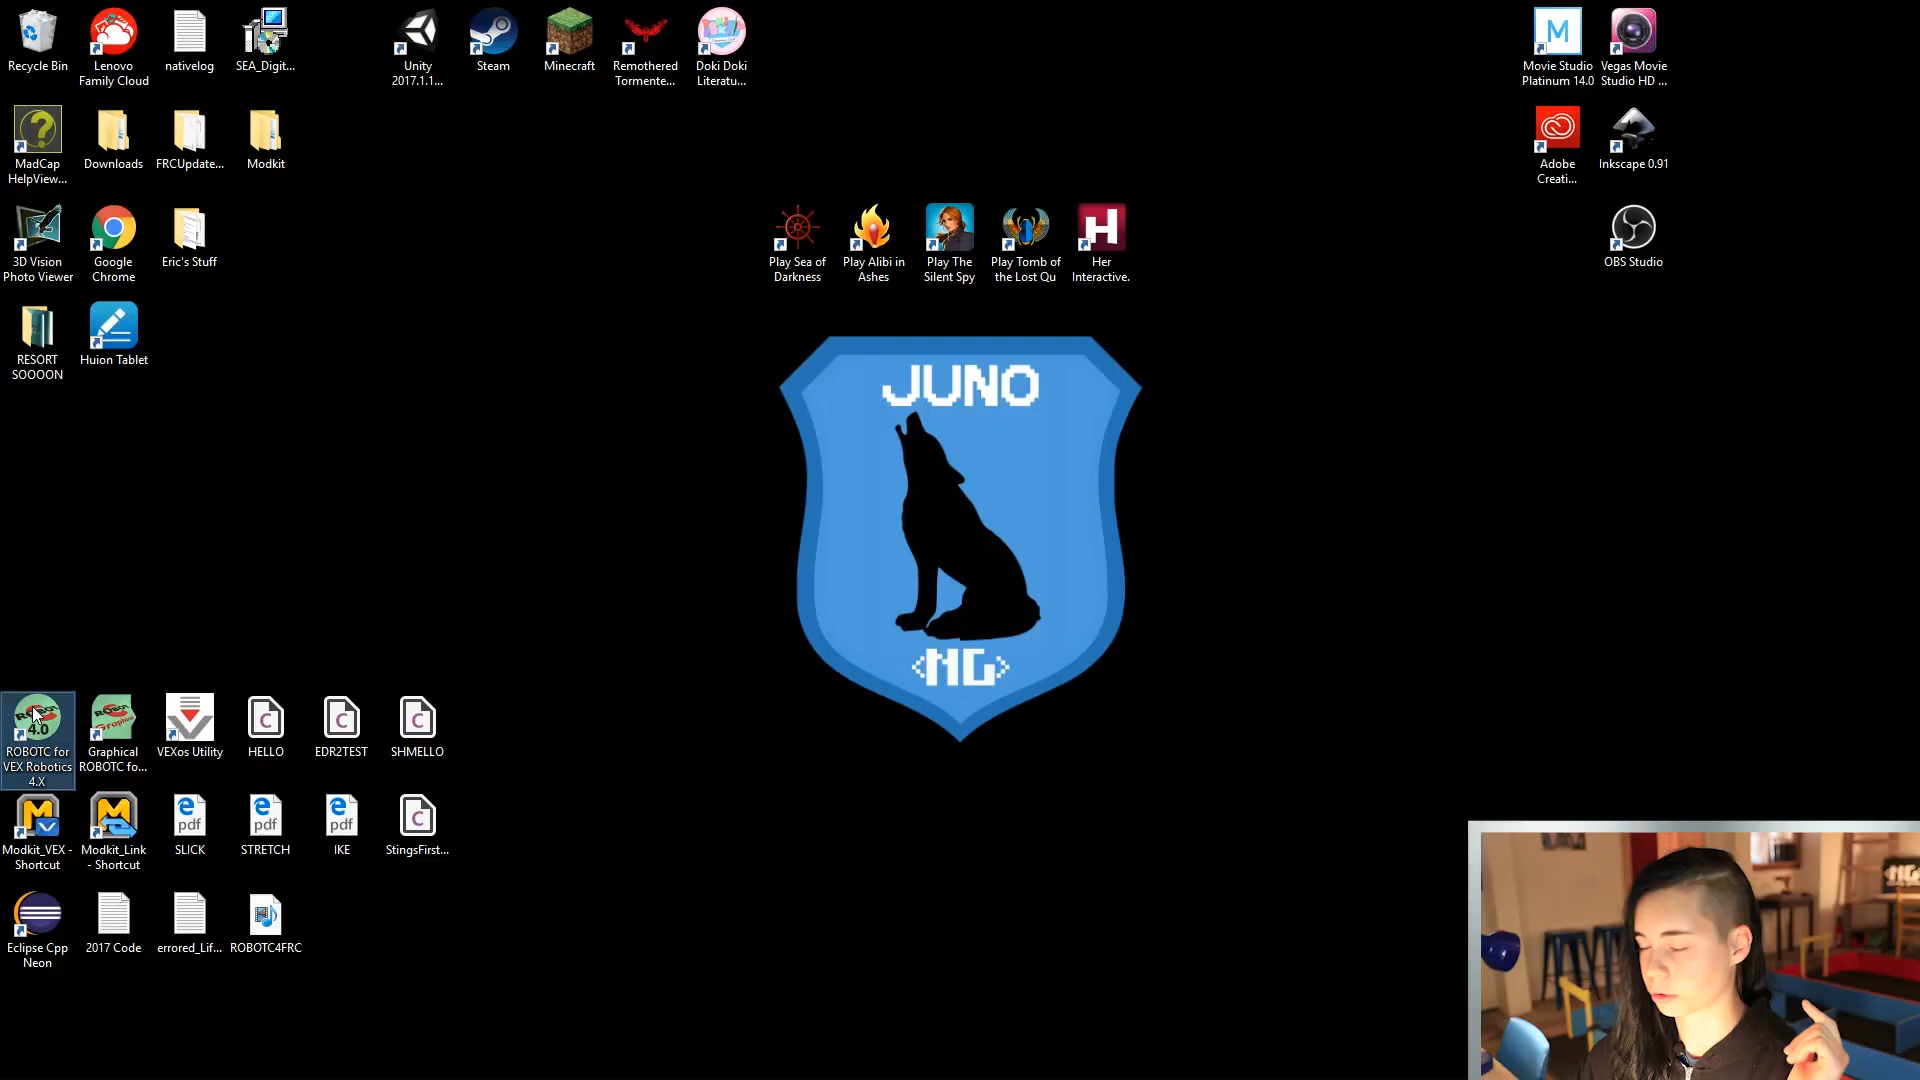 Recycle Bin
Lenovo
Family Cloud
nativelog
SEA_Digit...
Unity
2017.1.1...
Steam
Minecraft
Remothered
Tormente...
Doki Doki
Literatu...
M
Movie Studio
Platinum 14.0
Vegas Movie
Studio HD ...
MadCap
HelpView...
Downloads
FRCUpdate...
Modkit
Adobe
Creati...
Inkscape 0.91
3D Vision
Photo Viewer
Google
Chrome
Eric's Stuff
Play Sea of
Darkness
Play Alibi in
Ashes
Play The
Silent Spy
Play Tomb of
the Lost Qu
H
Her
Interactive.
OBS Studio
RESORT
SOOOON
Huion Tablet
JUNO
<NG>
4.0
ROBOTC for
VEX Robotics
4.X
Graphical
ROBOTC fo...
VEXos Utility
C
HELLO
C
EDR2TEST
C
SHMELLO
M
Modkit_VEX -
Shortcut
M
Modkit_Link
- Shortcut
e
pdf
SLICK
e
pdf
STRETCH
e
pdf
IKE
C
StingsFirst...
Eclipse Cpp
Neon
2017 Code
errored_Lif...
ROBOTC4FRC